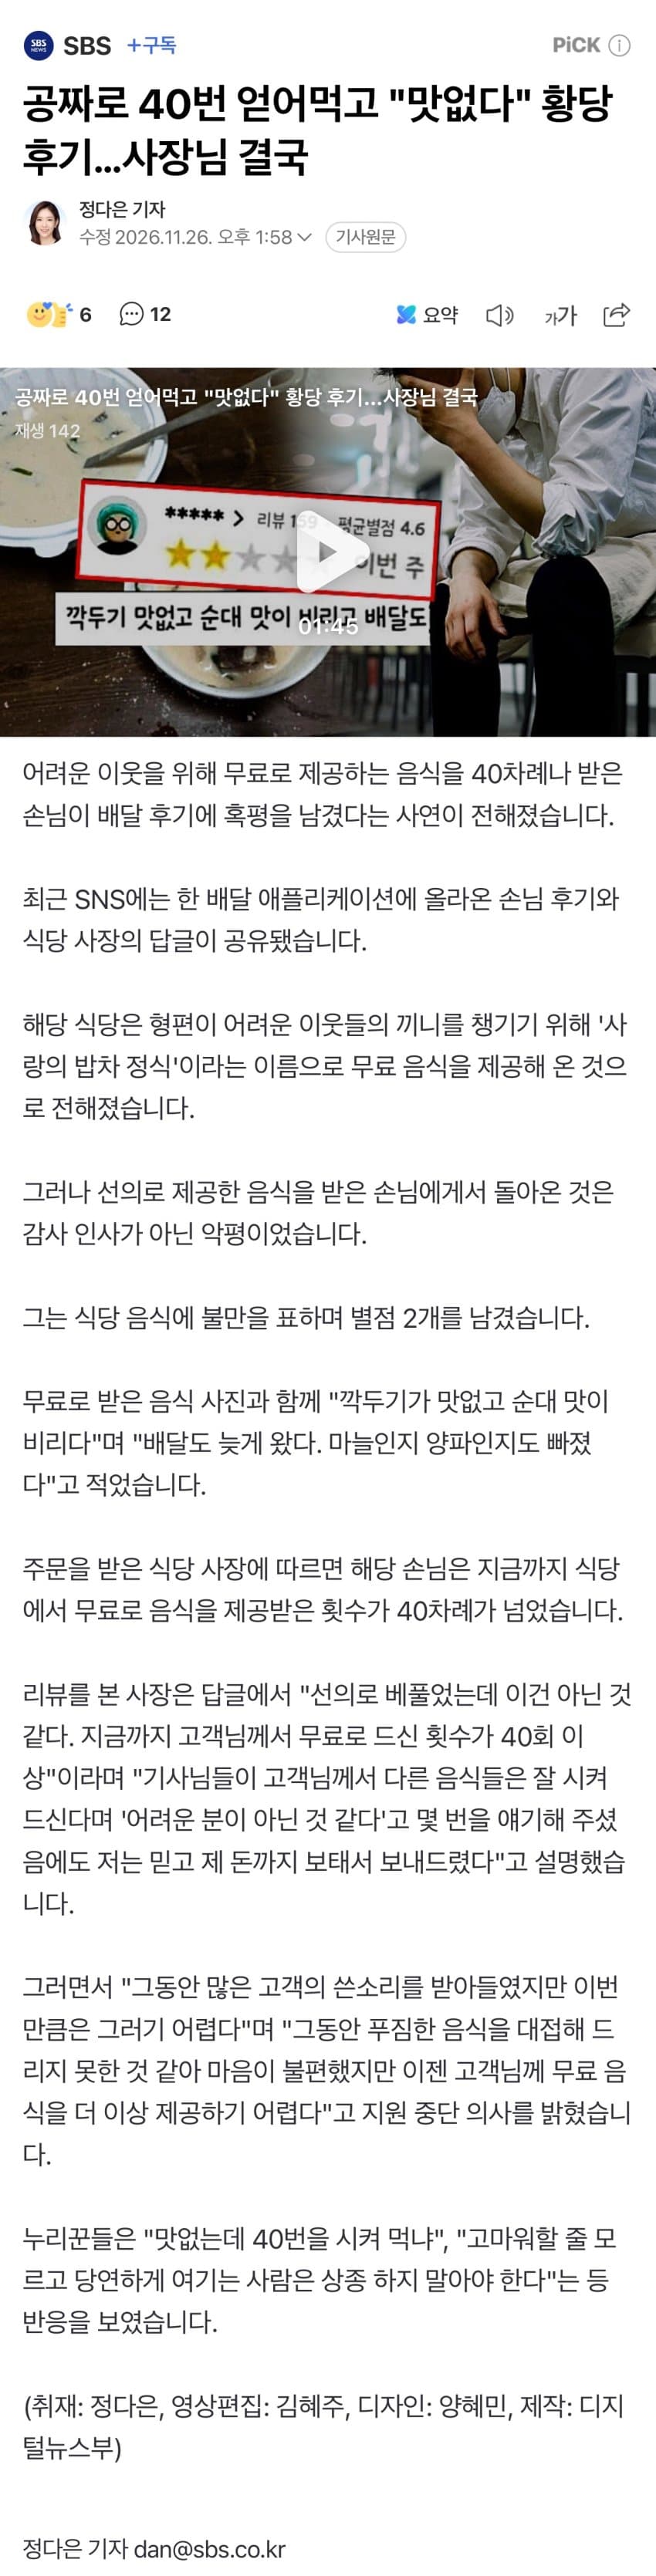 SBS NEWS
SBS +구독
PiCK
공짜로 40번 얻어먹고 "맛없다" 황당
후기…사장님 결국
정다은 기자
수정 2026.11.26. 오후 1:58
기사원문
6
12
요약
가가
공짜로 40번 얻어먹고 "맛없다" 황당 후기…사장님 결국
재생 142
***** > 리뷰 159 평균별점 4.6
이번 주
깍두기 맛없고 순대 맛이 비리고 배달도
01:45
어려운 이웃을 위해 무료로 제공하는 음식을 40차례나 받은
손님이 배달 후기에 혹평을 남겼다는 사연이 전해졌습니다.
최근 SNS에는 한 배달 애플리케이션에 올라온 손님 후기와
식당 사장의 답글이 공유됐습니다.
해당 식당은 형편이 어려운 이웃들의 끼니를 챙기기 위해 '사
랑의 밥차 정식'이라는 이름으로 무료 음식을 제공해 온 것으
로 전해졌습니다.
그러나 선의로 제공한 음식을 받은 손님에게서 돌아온 것은
감사 인사가 아닌 악평이었습니다.
그는 식당 음식에 불만을 표하며 별점 2개를 남겼습니다.
무료로 받은 음식 사진과 함께 "깍두기가 맛없고 순대 맛이
비리다"며 "배달도 늦게 왔다. 마늘인지 양파인지도 빠졌
다"고 적었습니다.
주문을 받은 식당 사장에 따르면 해당 손님은 지금까지 식당
에서 무료로 음식을 제공받은 횟수가 40차례가 넘었습니다.
리뷰를 본 사장은 답글에서 "선의로 베풀었는데 이건 아닌 것
같다. 지금까지 고객님께서 무료로 드신 횟수가 40회 이
상"이라며 "기사님들이 고객님께서 다른 음식들은 잘 시켜
드신다며 '어려운 분이 아닌 것 같다'고 몇 번을 얘기해 주셨
음에도 저는 믿고 제 돈까지 보태서 보내드렸다"고 설명했습
니다.
그러면서 "그동안 많은 고객의 쓴소리를 받아들였지만 이번
만큼은 그러기 어렵다"며 "그동안 푸짐한 음식을 대접해 드
리지 못한 것 같아 마음이 불편했지만 이젠 고객님께 무료 음
식을 더 이상 제공하기 어렵다"고 지원 중단 의사를 밝혔습니
다.
누리꾼들은 "맛없는데 40번을 시켜 먹냐", "고마워할 줄 모
르고 당연하게 여기는 사람은 상종 하지 말아야 한다"는 등
반응을 보였습니다.
(취재: 정다은, 영상편집: 김혜주, 디자인: 양혜민, 제작: 디지
털뉴스부)
정다은 기자 dan@sbs.co.kr